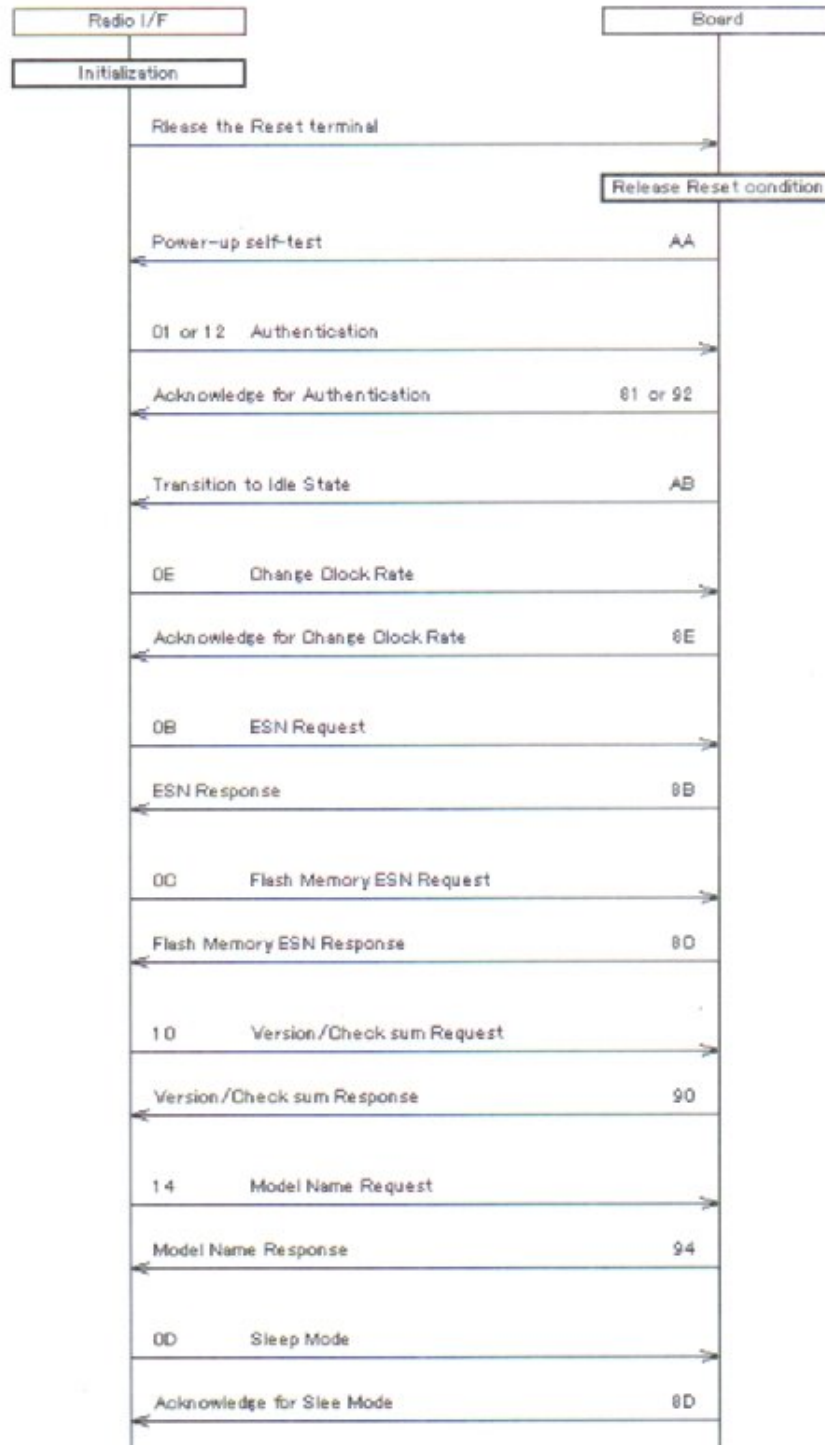 Radio I/F Board
Initialization
Rlease the Reset terminal
Release Reset condition
Power-up self-test AA
01 or 12 Authentication
Acknowledge for Authentication 81 or 92
Transition to Idle State AB
0E Change Clock Rate
Acknowledge for Change Clock Rate 8E
0B ESN Request
ESN Response 8B
0C Flash Memory ESN Request
Flash Memory ESN Response 8C
10 Version/Check sum Request
Version/Check sum Response 90
14 Model Name Request
Model Name Response 94
0D Sleep Mode
Acknowledge for Slee Mode 8D